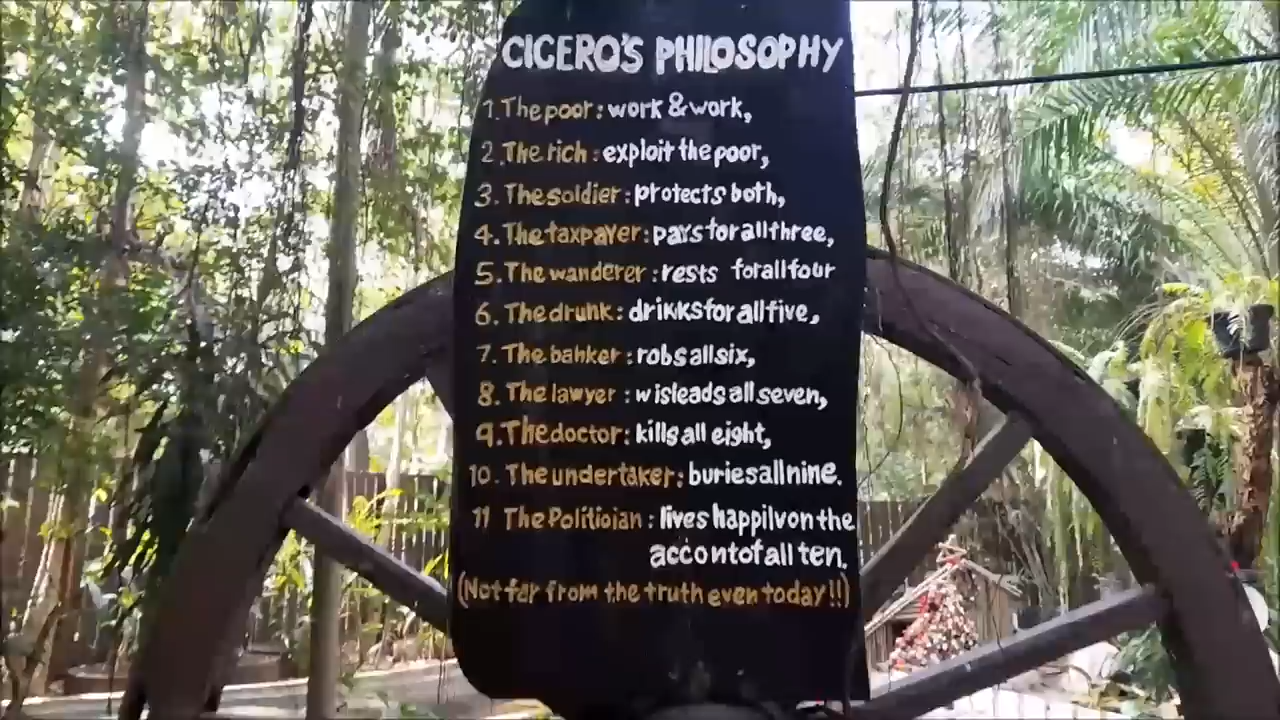 CICERO'S PHILOSOPHY
1. The poor : work & work,
2. The rich : exploit the poor,
3. The soldier : protects both,
4. The taxpayer : pays for all three,
5. The wanderer : rests for all four
6. The drunk : drikks for all five,
7. The bahker : robs all six,
8. The lawyer : wisleads all seven,
9. The doctor : kills all eight,
10. The undertaker : buries all nine.
11 The Politioian : lives happilv on the
accont of all ten.
(Not far from the truth even today!!)